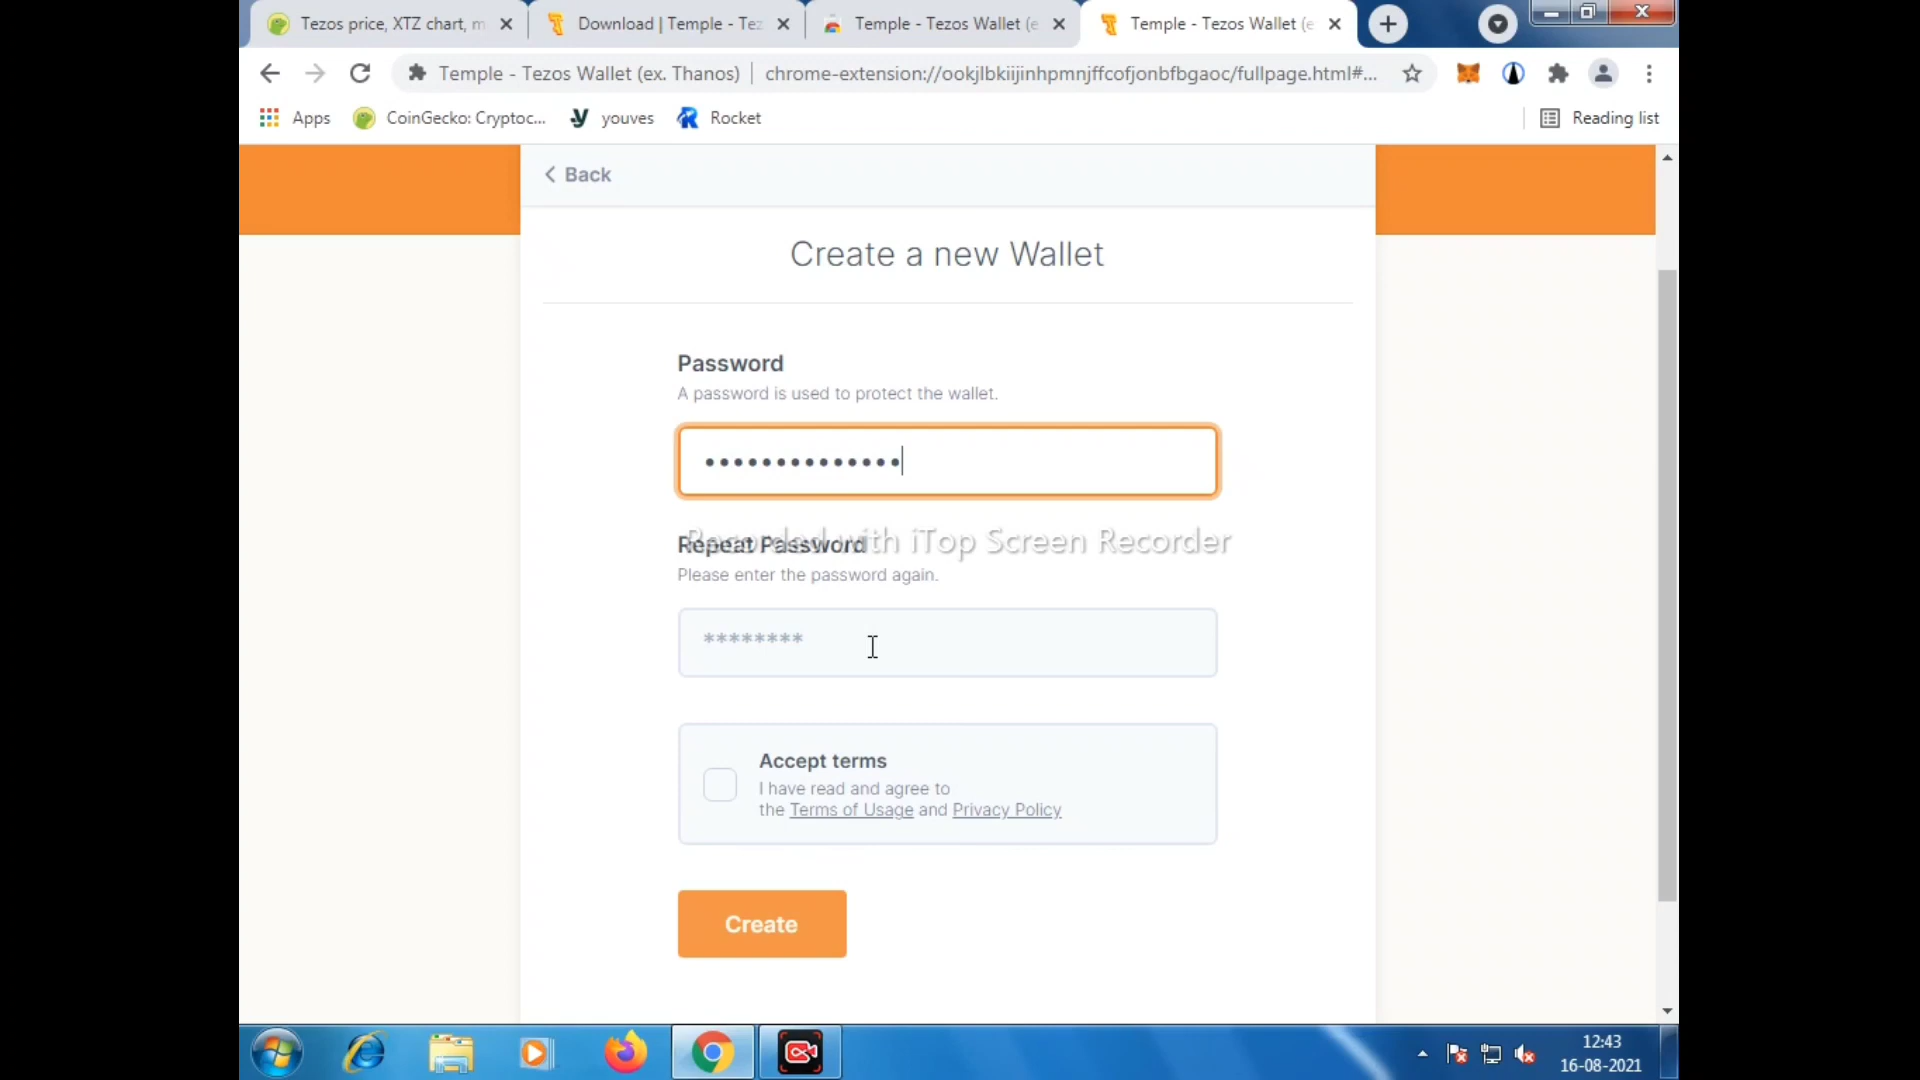 Tezos price, XTZ chart, m
Download | Temple - Tez
Temple - Tezos Wallet (e
Temple - Tezos Wallet (e
Temple - Tezos Wallet (ex. Thanos)
chrome-extension://ookjlbkiijinhpmnjffcofjonbfbgaoc/fullpage.html#...
Apps
CoinGecko: Cryptoc...
youves
Rocket
Reading list
Back
Create a new Wallet
Password
A password is used to protect the wallet.
••••••••••••••
Recorded with iTop Screen Recorder
Repeat Password
Please enter the password again.
********
Accept terms
I have read and agree to
the Terms of Usage and Privacy Policy
Create
12:43
16-08-2021